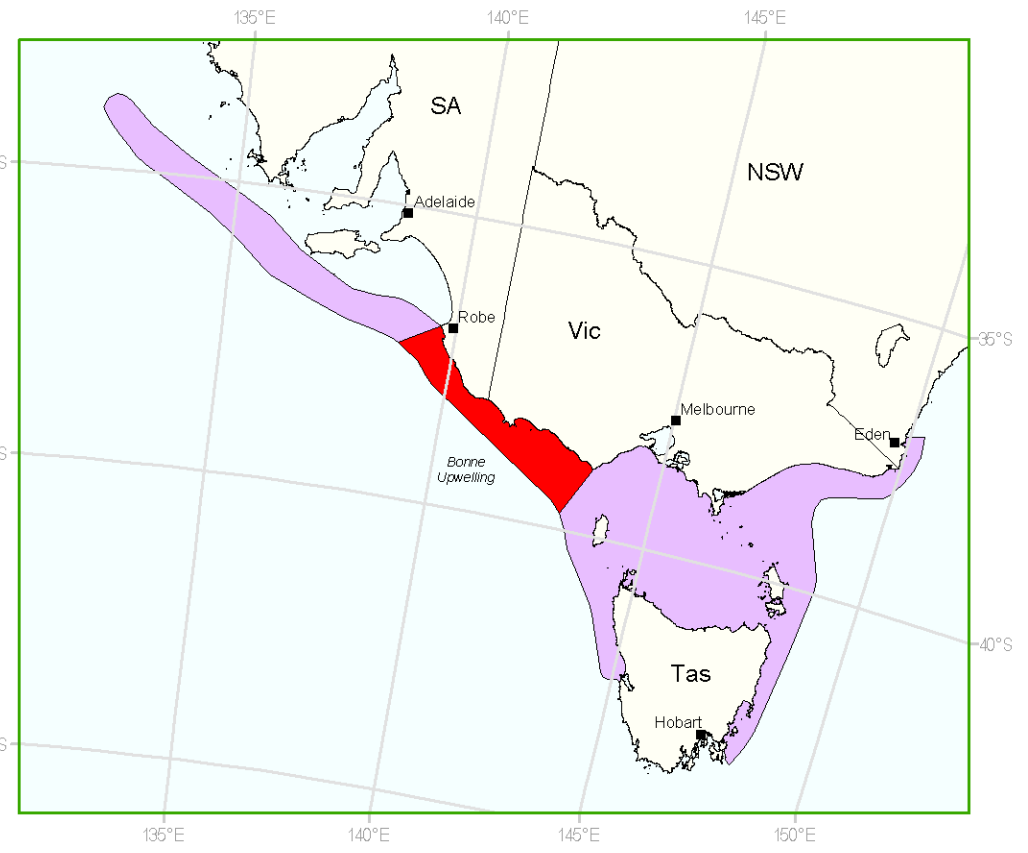 135°E
140°E
145°E
SA
NSW
Adelaide
S
Robe
Vic
35°S
Melbourne
Eden
Bonne
Upwelling
S
40°S
Tas
Hobart
S
135°E
140°E
145°E
150°E